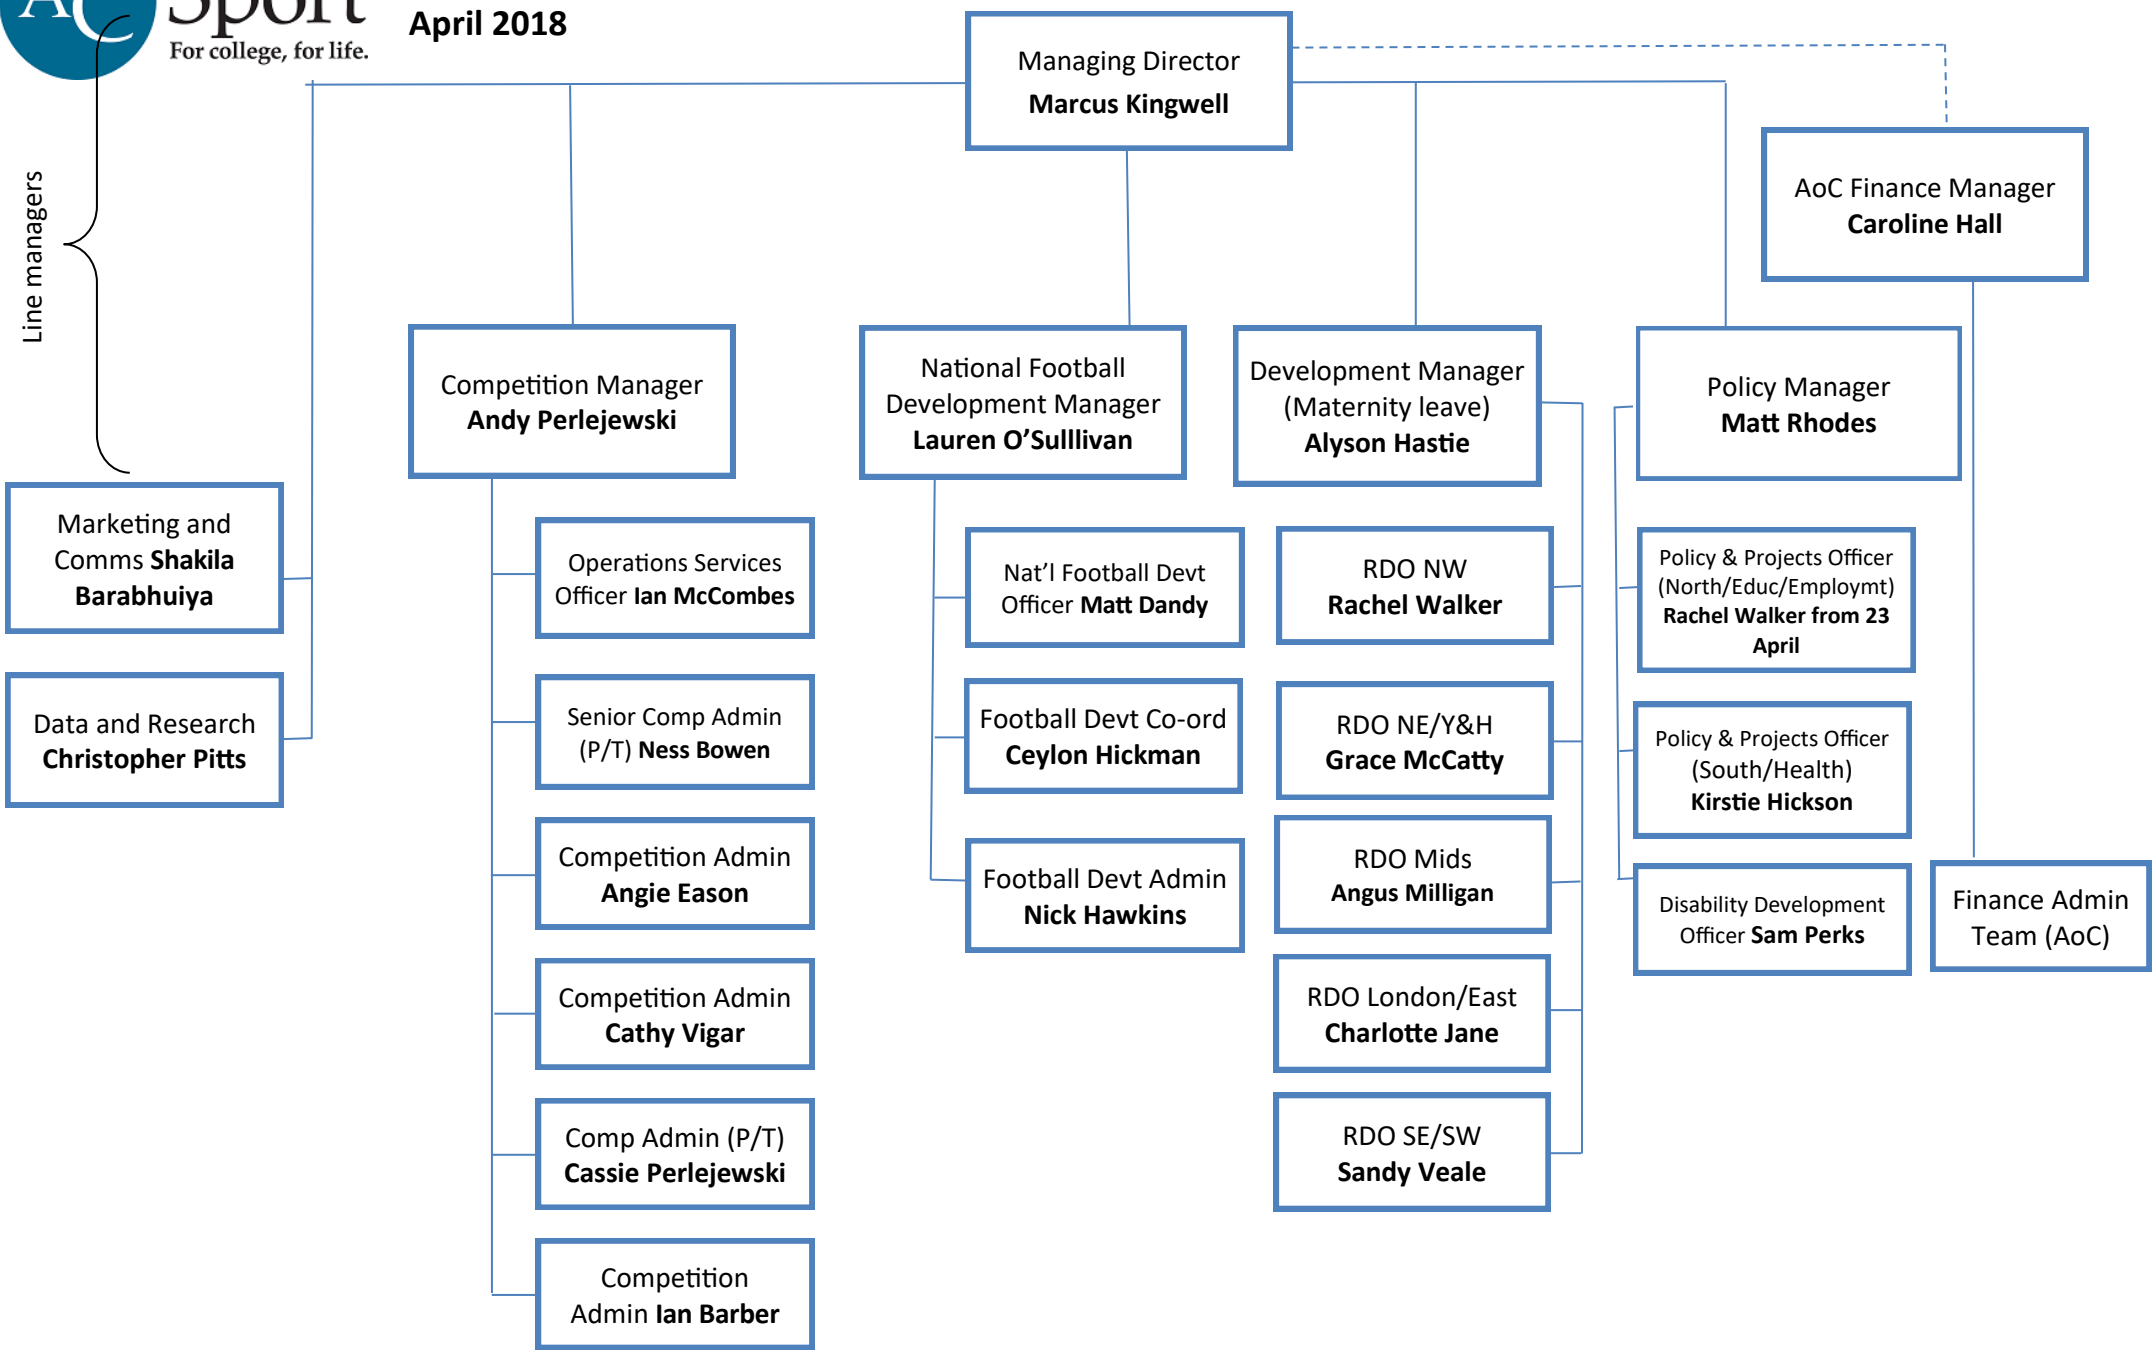 AC
Sport
For college, for life.
April 2018
Line managers
Managing Director
Marcus Kingwell
AoC Finance Manager
Caroline Hall
Competition Manager
Andy Perlejewski
National Football
Development Manager
Lauren O’Sulllivan
Development Manager
(Maternity leave)
Alyson Hastie
Policy Manager
Matt Rhodes
Marketing and
Comms Shakila
Barabhuiya
Data and Research
Christopher Pitts
Operations Services
Officer Ian McCombes
Senior Comp Admin
(P/T) Ness Bowen
Competition Admin
Angie Eason
Competition Admin
Cathy Vigar
Comp Admin (P/T)
Cassie Perlejewski
Competition
Admin Ian Barber
Nat’l Football Devt
Officer Matt Dandy
Football Devt Co-ord
Ceylon Hickman
Football Devt Admin
Nick Hawkins
RDO NW
Rachel Walker
RDO NE/Y&H
Grace McCatty
RDO Mids
Angus Milligan
RDO London/East
Charlotte Jane
RDO SE/SW
Sandy Veale
Policy & Projects Officer
(North/Educ/Employmt)
Rachel Walker from 23
April
Policy & Projects Officer
(South/Health)
Kirstie Hickson
Disability Development
Officer Sam Perks
Finance Admin
Team (AoC)